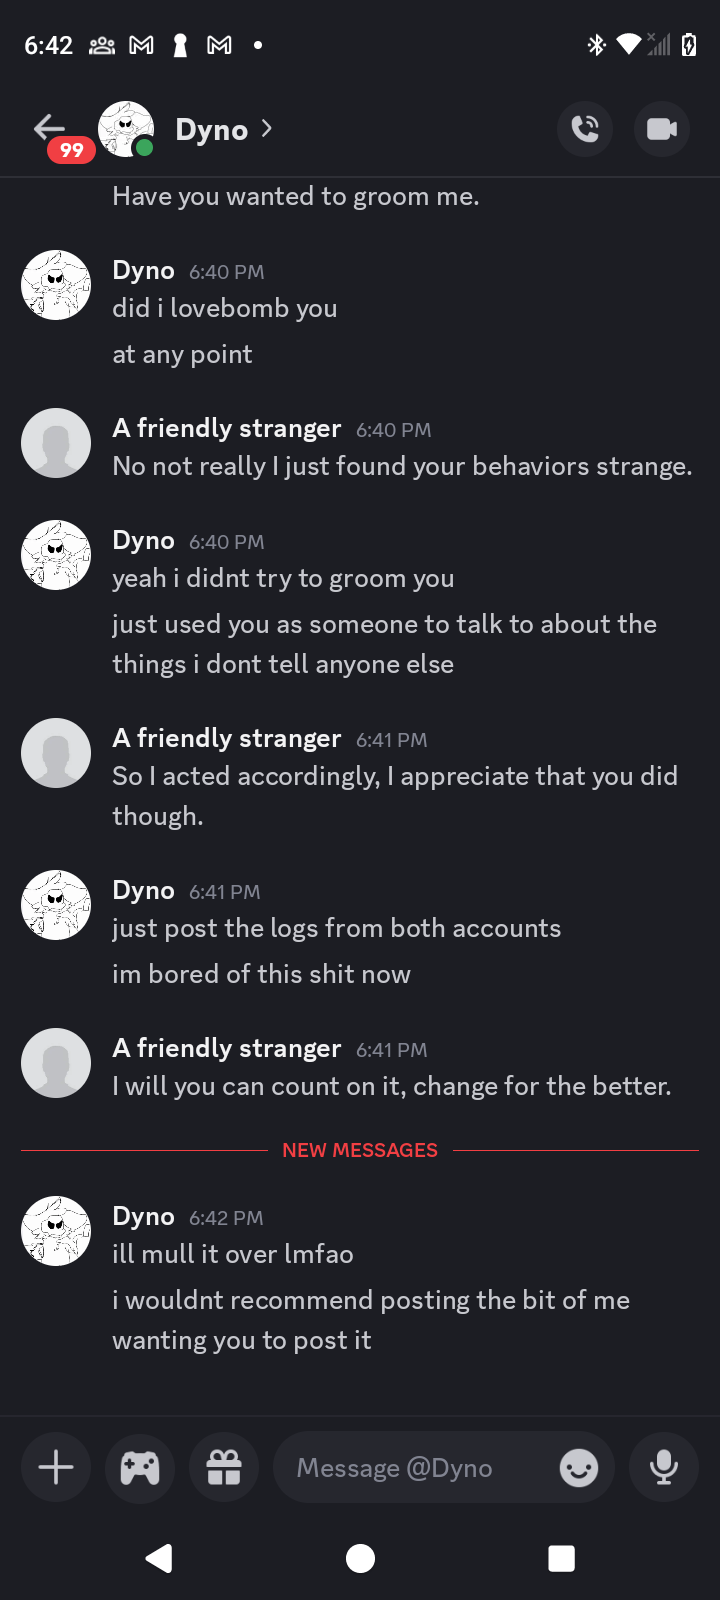 6:42
99
Dyno
Have you wanted to groom me.
Dyno 6:40 PM
did i lovebomb you
at any point
A friendly stranger 6:40 PM
No not really I just found your behaviors strange.
Dyno 6:40 PM
yeah i didnt try to groom you
just used you as someone to talk to about the
things i dont tell anyone else
A friendly stranger 6:41 PM
So I acted accordingly, I appreciate that you did
though.
Dyno 6:41 PM
just post the logs from both accounts
im bored of this shit now
A friendly stranger 6:41 PM
I will you can count on it, change for the better.
NEW MESSAGES
Dyno 6:42 PM
ill mull it over lmfao
i wouldnt recommend posting the bit of me
wanting you to post it
Message @Dyno